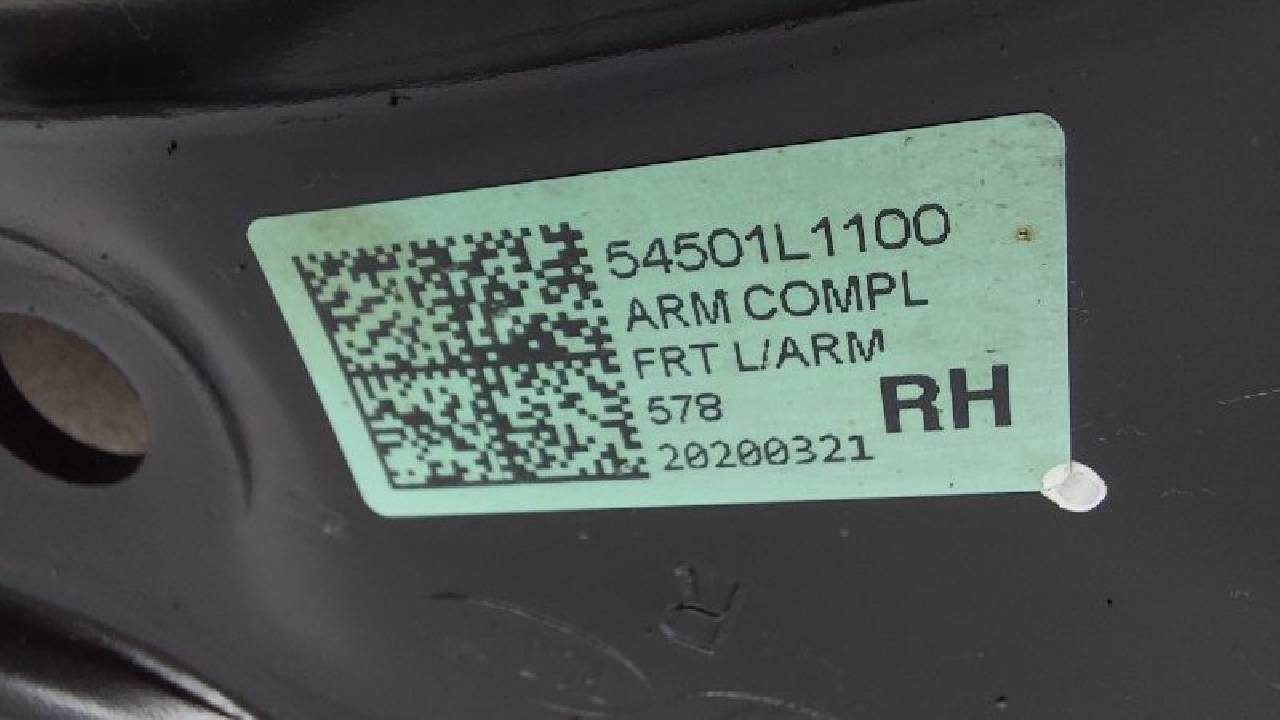 54501L1100
ARM COMPL
FRT L/ARM
578
RH
20200321
R